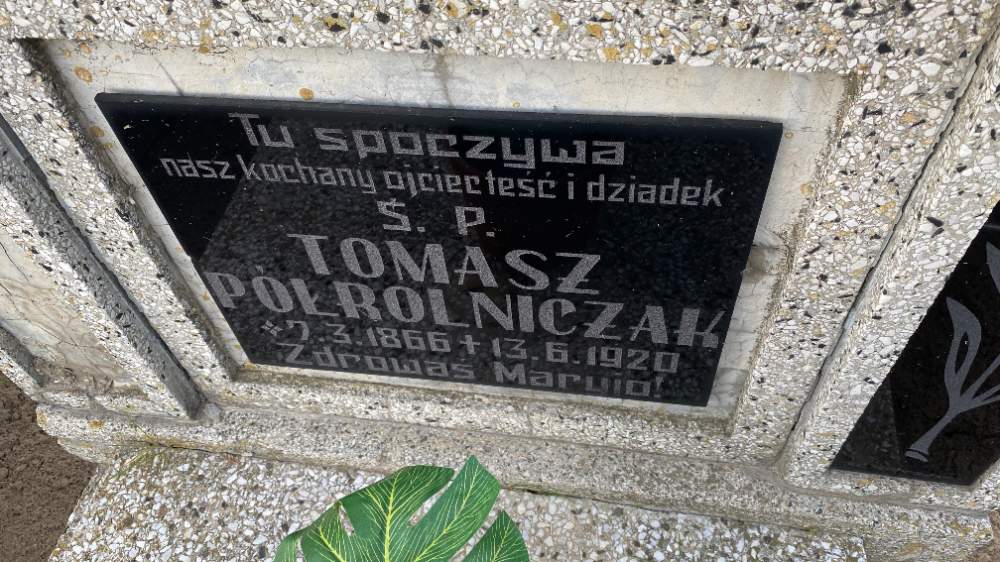 Tu spoczywa
nasz kochany ojciec teść i dziadek
Ś. P.
TOMASZ
PÓŁROLNICZAK
* 7.3.1866 + 13.6.1920
Zdrowaś Maryjo!